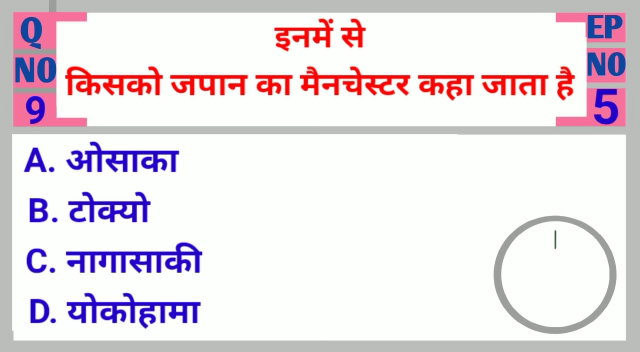 Q
NO
9
इनमें से
किसको जपान का मैनचेस्टर कहा जाता है
EP
NO
5
A. ओसाका
B. टोक्यो
C. नागासाकी
D. योकोहामा